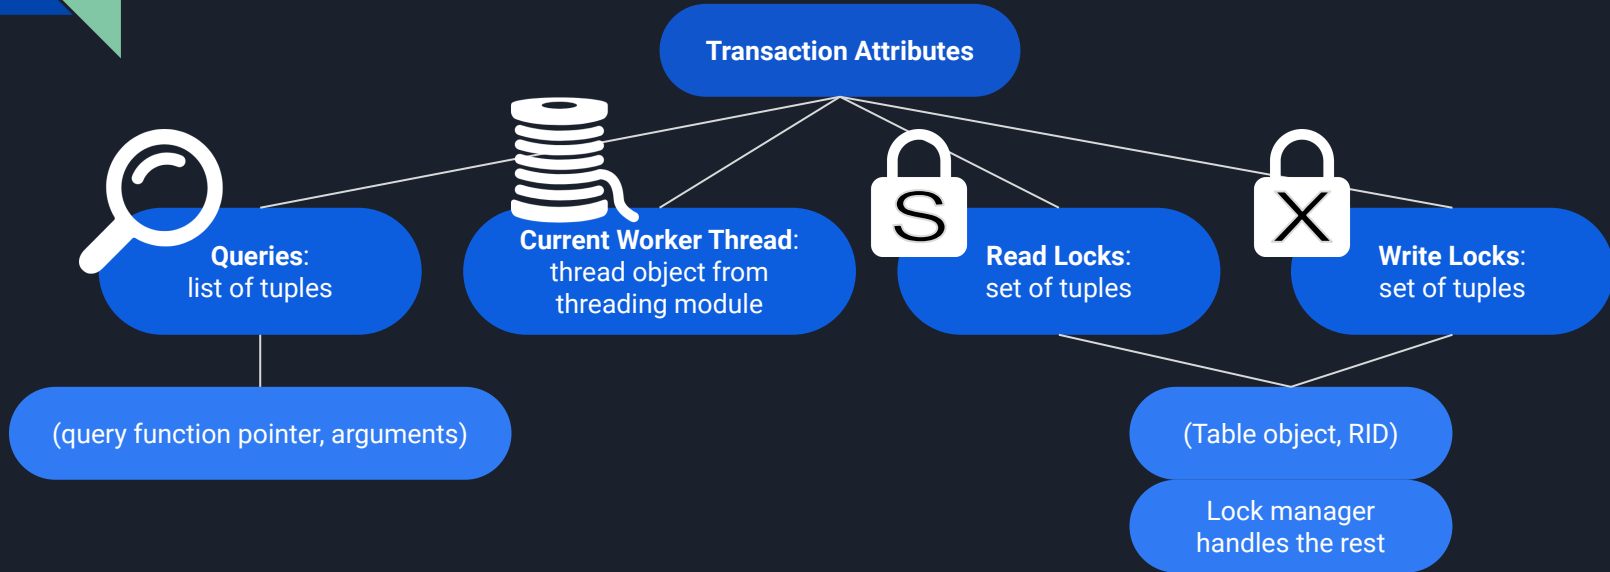 Transaction Attributes
Queries:
list of tuples
Current Worker Thread:
thread object from
threading module
S
Read Locks:
set of tuples
X
Write Locks:
set of tuples
(query function pointer, arguments)
(Table object, RID)
Lock manager
handles the rest